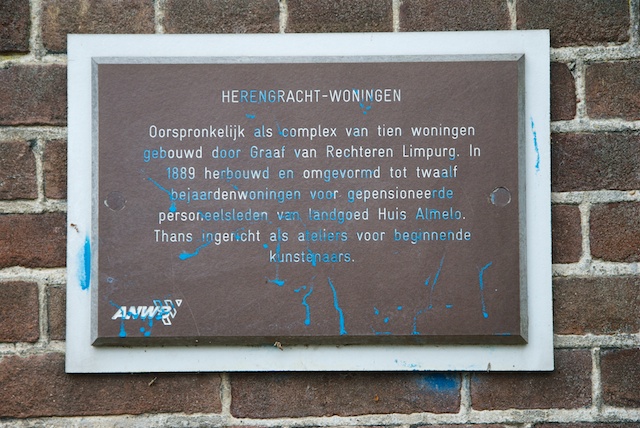 HERENGRACHT-WONINGEN
Oorspronkelijk als complex van tien woningen
gebouwd door Graaf van Rechteren Limpurg. In
1889 herbouwd en omgevormd tot twaalf
bejaardenwoningen voor gepensioneerde
personeelsleden van landgoed Huis Almelo.
Thans ingericht als ateliers voor beginnende
kunstenaars.
ANWB